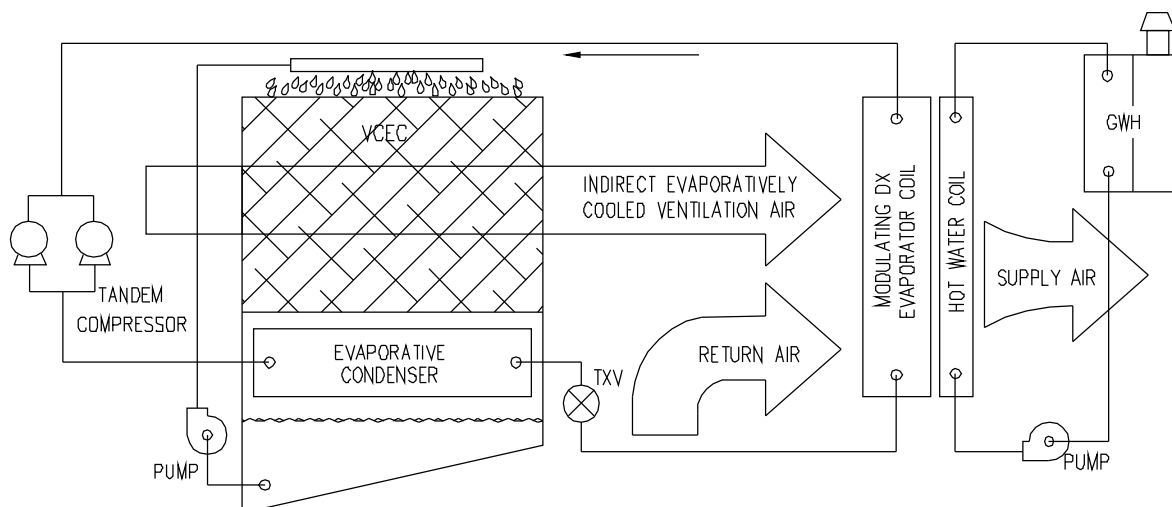 VCEC
GWH
INDIRECT EVAPORATIVELY
COOLED VENTILATION AIR
MODULATING DX
EVAPORATOR COIL
HOT WATER COIL
SUPPLY AIR
TANDEM
COMPRESSOR
EVAPORATIVE
CONDENSER
RETURN AIR
TXV
PUMP
PUMP